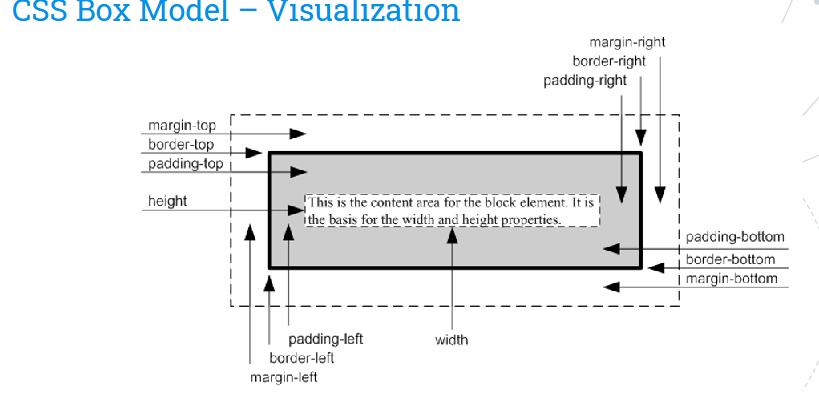 CSS Box Model – Visualization
margin-right
border-right
padding-right
margin-top
border-top
padding-top
height
This is the content area for the block element. It is
the basis for the width and height properties.
padding-bottom
border-bottom
margin-bottom
padding-left
width
border-left
margin-left